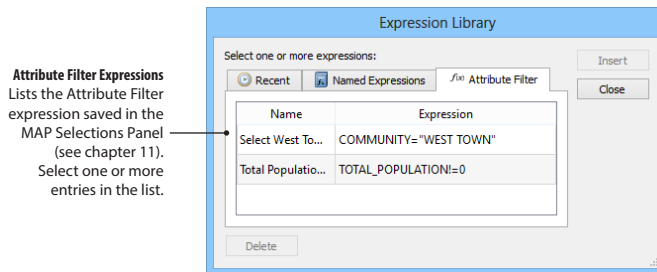 Expression Library
Select one or more expressions:
Recent
Named Expressions
f(x) Attribute Filter
Insert
Close
Attribute Filter Expressions
Lists the Attribute Filter
expression saved in the
MAP Selections Panel
(see chapter 11).
Select one or more
entries in the list.
Name Expression
Select West To... COMMUNITY="WEST TOWN"
Total Populatio... TOTAL_POPULATION!=0
Delete